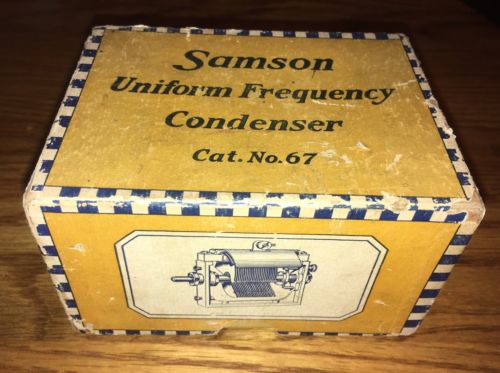 Samson
Uniform Frequency
Condenser
Cat. No. 67